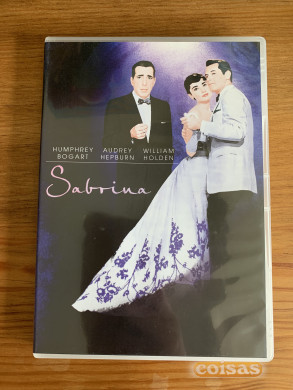 HUMPHREY AUDREY WILLIAM
BOGART HEPBURN HOLDEN
Sabrina
coisas